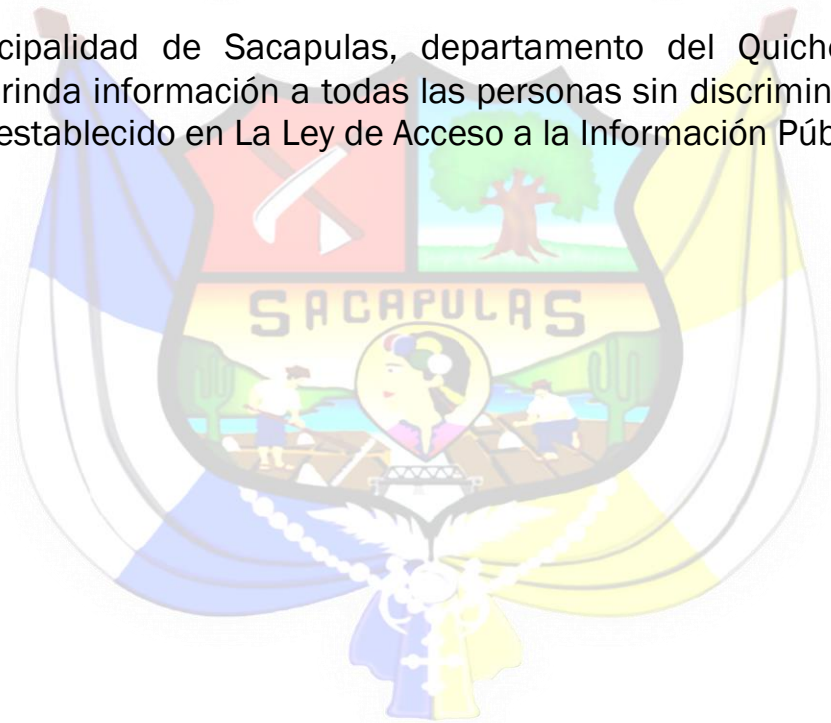 cipalidad de Sacapulas, departamento del Quich
rinda información a todas las personas sin discrimin
establecido en La Ley de Acceso a la Información Púb
SACAPULAS